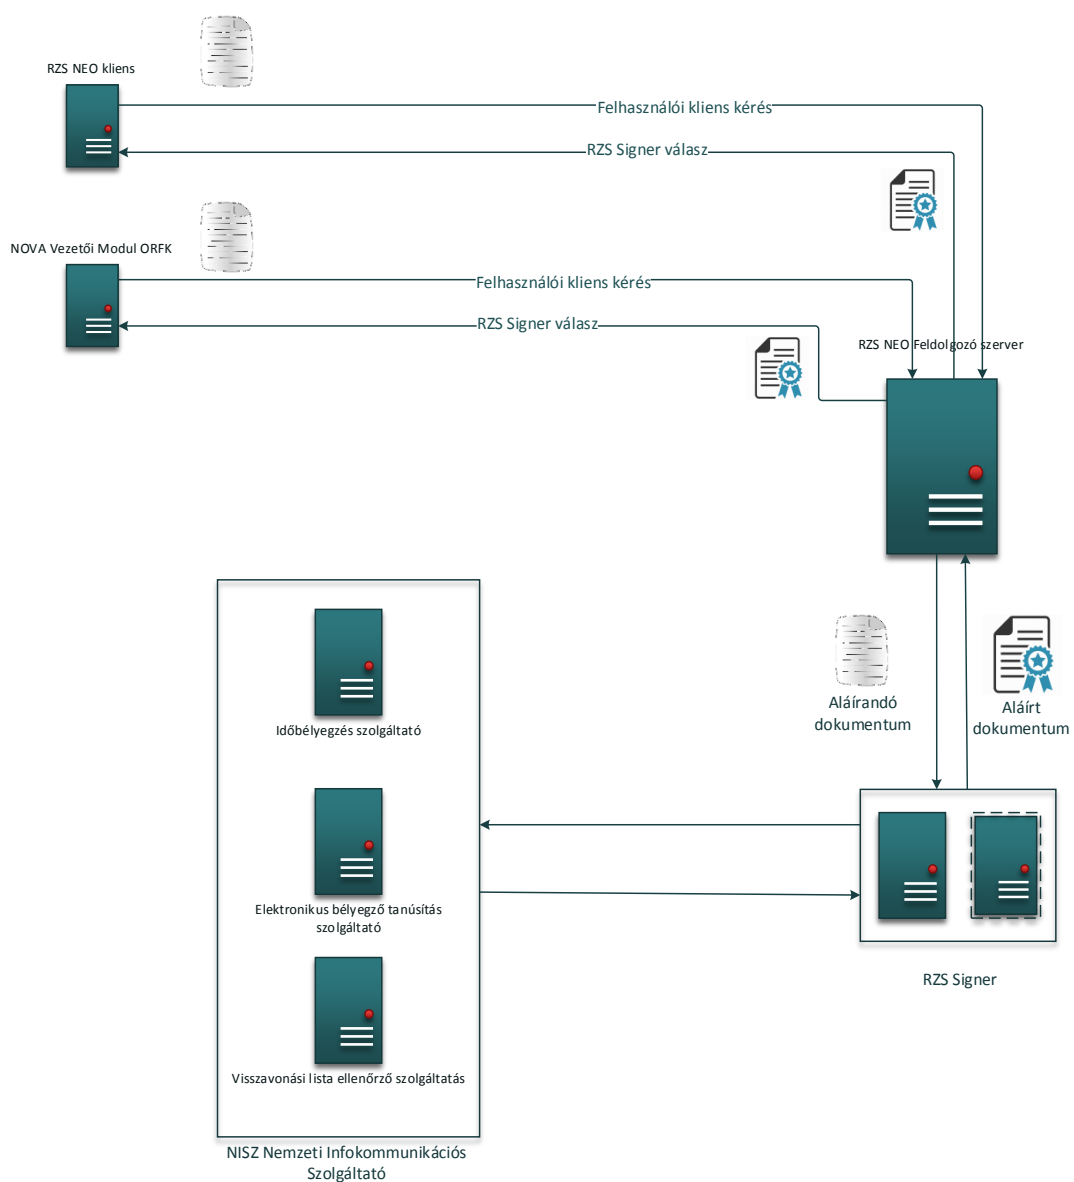 RZS NEO kliens
Felhasználói kliens kérés
RZS Signer válasz
NOVA Vezetői Modul ORFK
Felhasználói kliens kérés
RZS Signer válasz
RZS NEO Feldolgozó szerver
Időbélyegzés szolgáltató
Aláírandó
dokumentum
Aláírt
dokumentum
Elektronikus bélyegző tanúsítás
szolgáltató
RZS Signer
Visszavonási lista ellenőrző szolgáltatás
NISZ Nemzeti Infokommunikációs
Szolgáltató